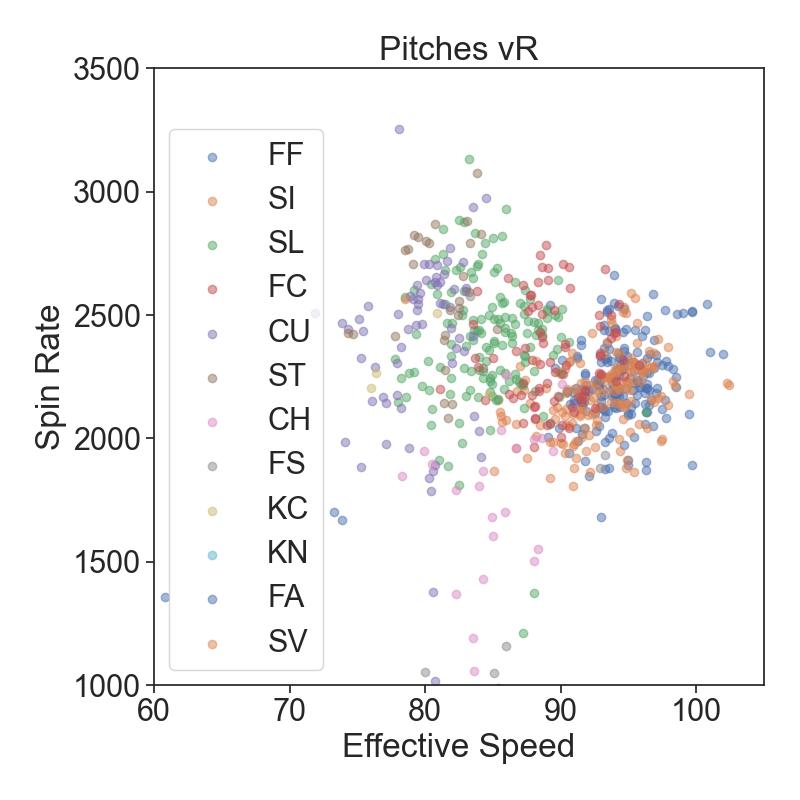 Pitches vR
3500
3000
2500
2000
1500
1000
Spin Rate
FF
SI
SL
FC
CU
ST
CH
FS
KC
KN
FA
SV
60 70 80 90 100
Effective Speed